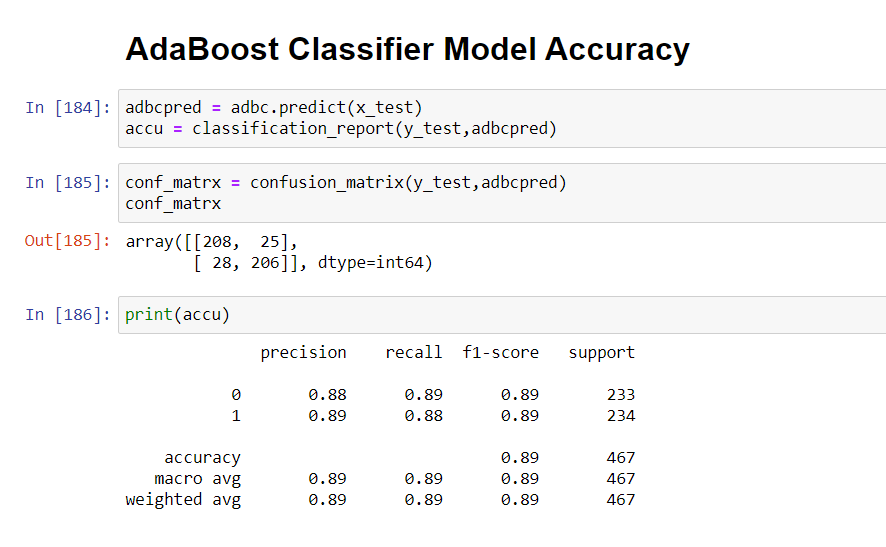 AdaBoost Classifier Model Accuracy
In [184]: adbcpred = adbc.predict(x_test)
accu = classification_report(y_test,adbcpred)
In [185]: conf_matrx = confusion_matrix(y_test,adbcpred)
conf_matrx
Out[185]: array([[208,  25],
[ 28, 206]], dtype=int64)
In [186]: print(accu)
precision    recall  f1-score   support
0       0.88      0.89      0.89       233
1       0.89      0.88      0.89       234
accuracy                           0.89       467
macro avg       0.89      0.89      0.89       467
weighted avg       0.89      0.89      0.89       467